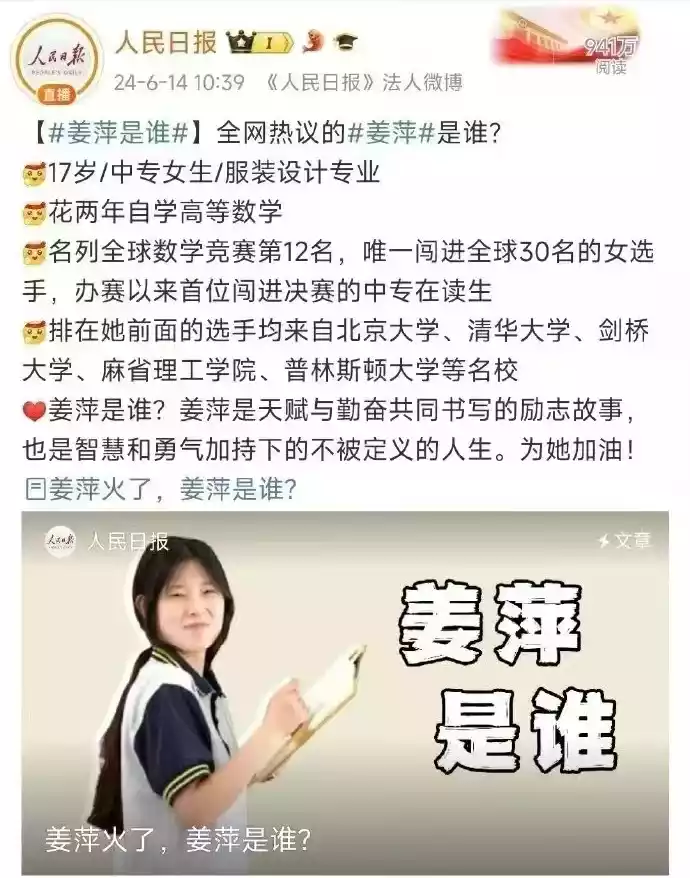 人民日报
24-6-14 10:39 《人民日报》法人微博
941万
阅读
人民日报
PEOPLE'S DAILY
直播
【#姜萍是谁#】全网热议的#姜萍#是谁？
17岁/中专女生/服装设计专业
花两年自学高等数学
名列全球数学竞赛第12名，唯一闯进全球30名的女选
手，办赛以来首位闯进决赛的中专在读生
排在她前面的选手均来自北京大学、清华大学、剑桥
大学、麻省理工学院、普林斯顿大学等名校
姜萍是谁？姜萍是天赋与勤奋共同书写的励志故事，
也是智慧和勇气加持下的不被定义的人生。为她加油！
姜萍火了，姜萍是谁？
人民日报
人民日报
文章
姜萍
是谁
姜萍火了，姜萍是谁？